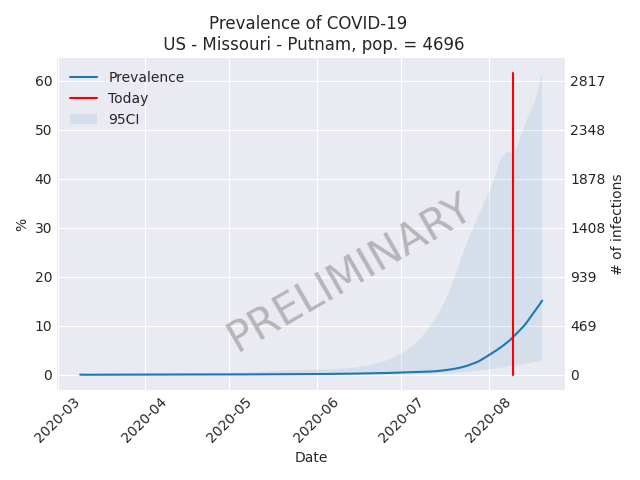 Prevalence of COVID-19
US - Missouri - Putnam, pop. = 4696
Prevalence
Today
95CI
PRELIMINARY
60
50
40
30
20
10
0
%
2817
2348
1878
1408
939
469
0
# of infections
2020-03
2020-04
2020-05
2020-06
2020-07
2020-08
Date